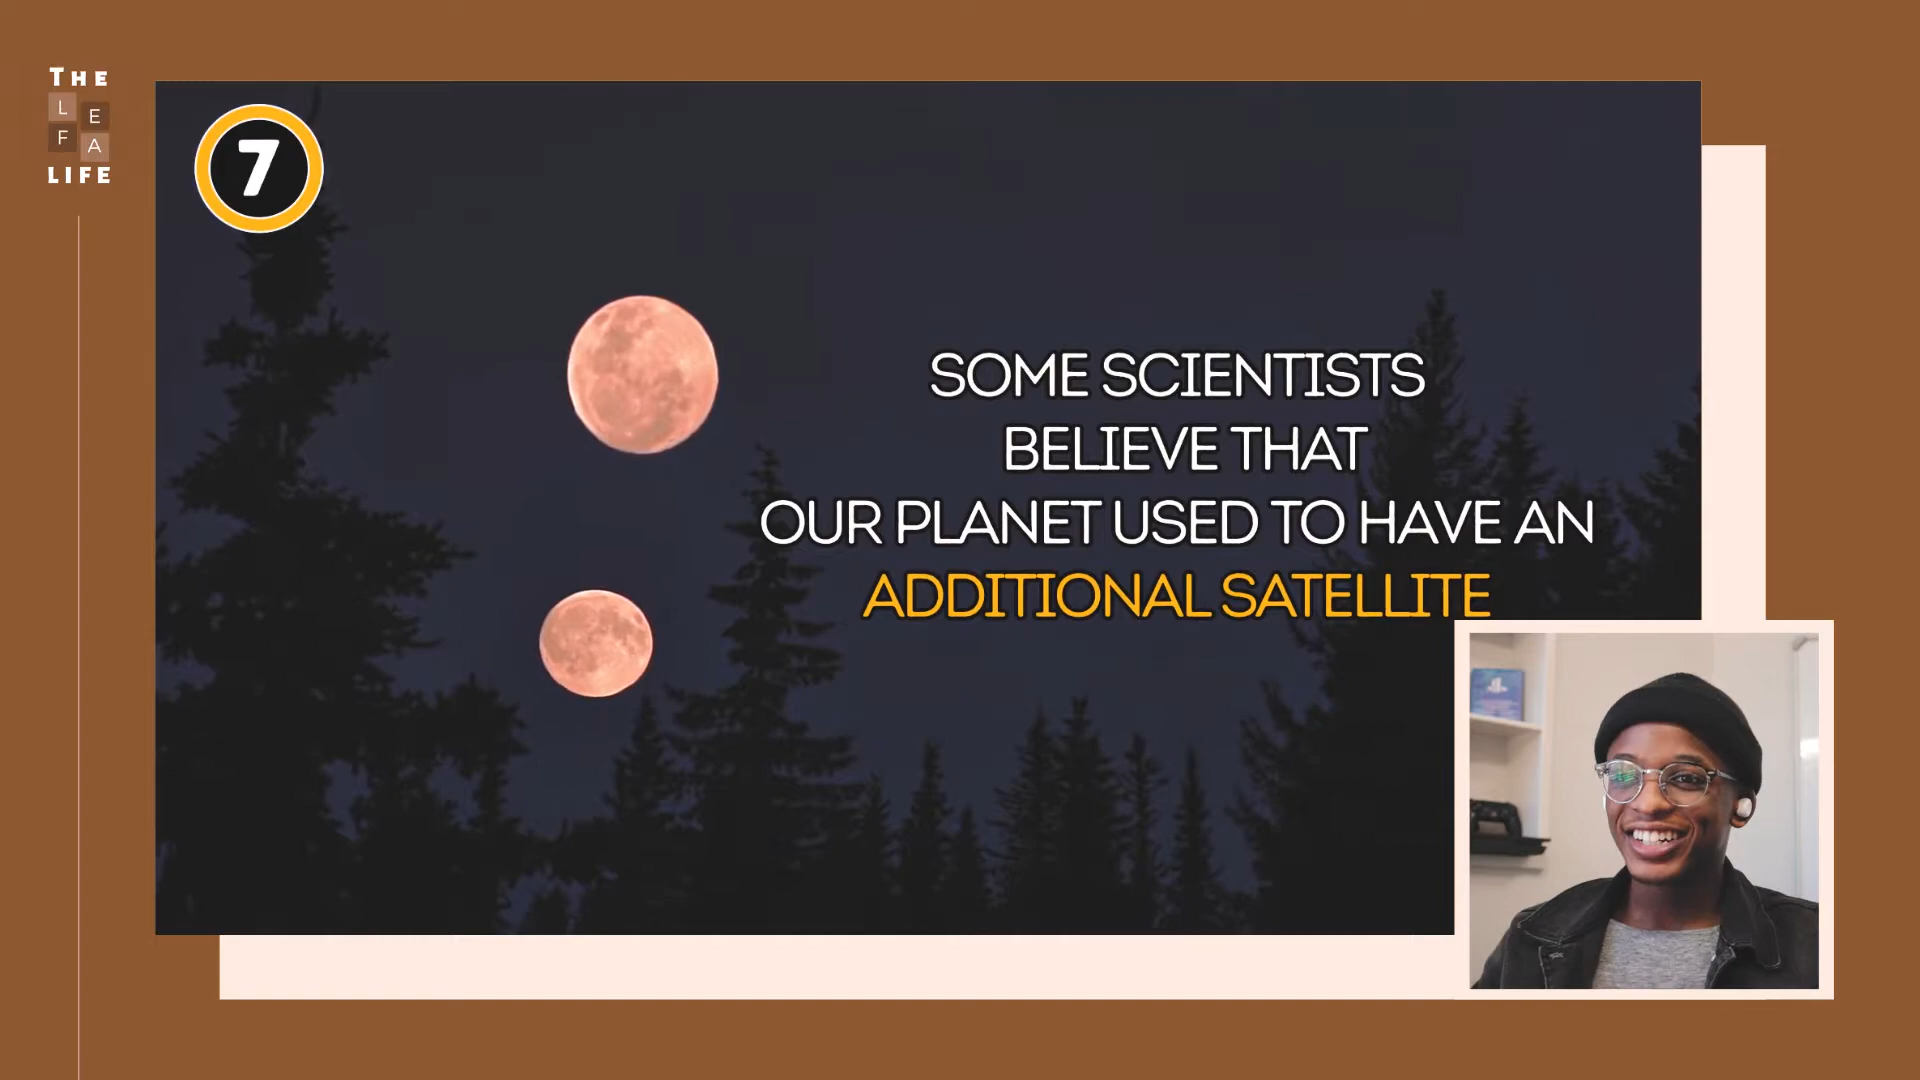 THE
L E
F A
LIFE
7
SOME SCIENTISTS
BELIEVE THAT
OUR PLANET USED TO HAVE AN
ADDITIONAL SATELLITE